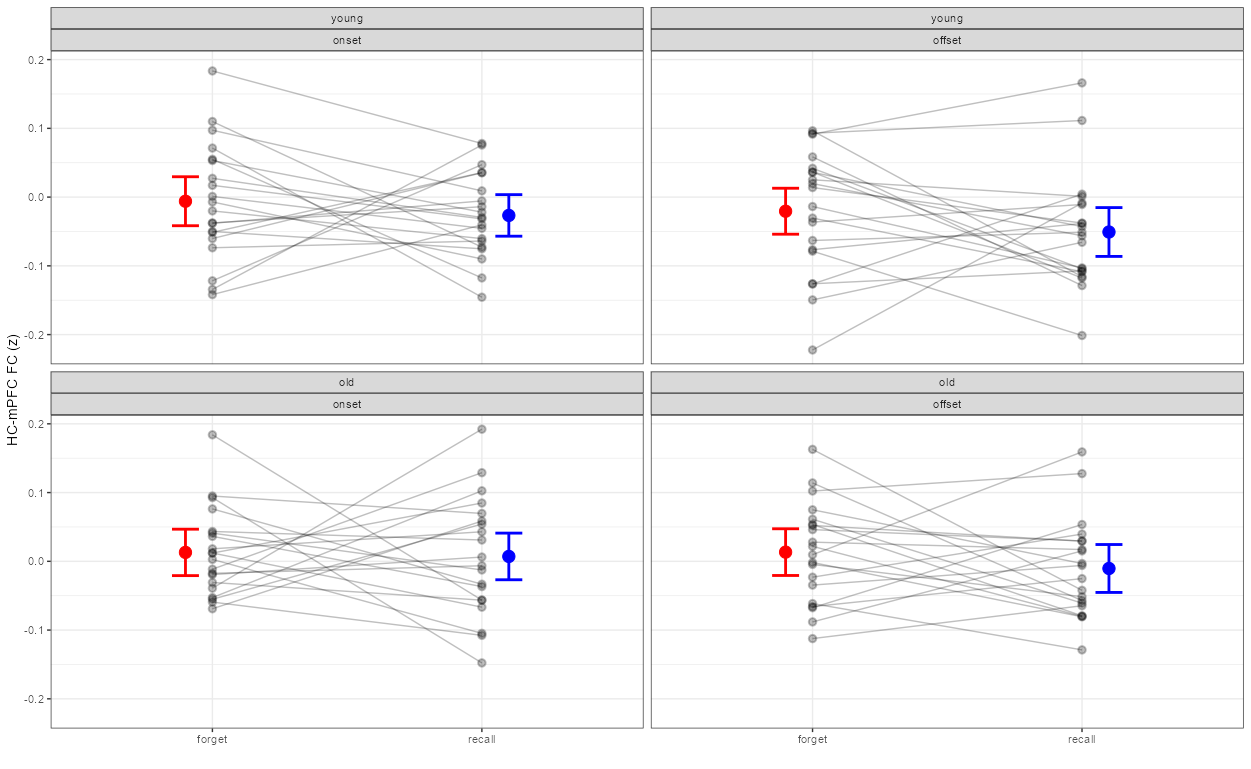 young
young
onset
offset
0.2
0.1
0.0
-0.1
-0.2
HC-mPFC FC (z)
old
old
onset
offset
0.2
0.1
0.0
-0.1
-0.2
forget
recall
forget
recall